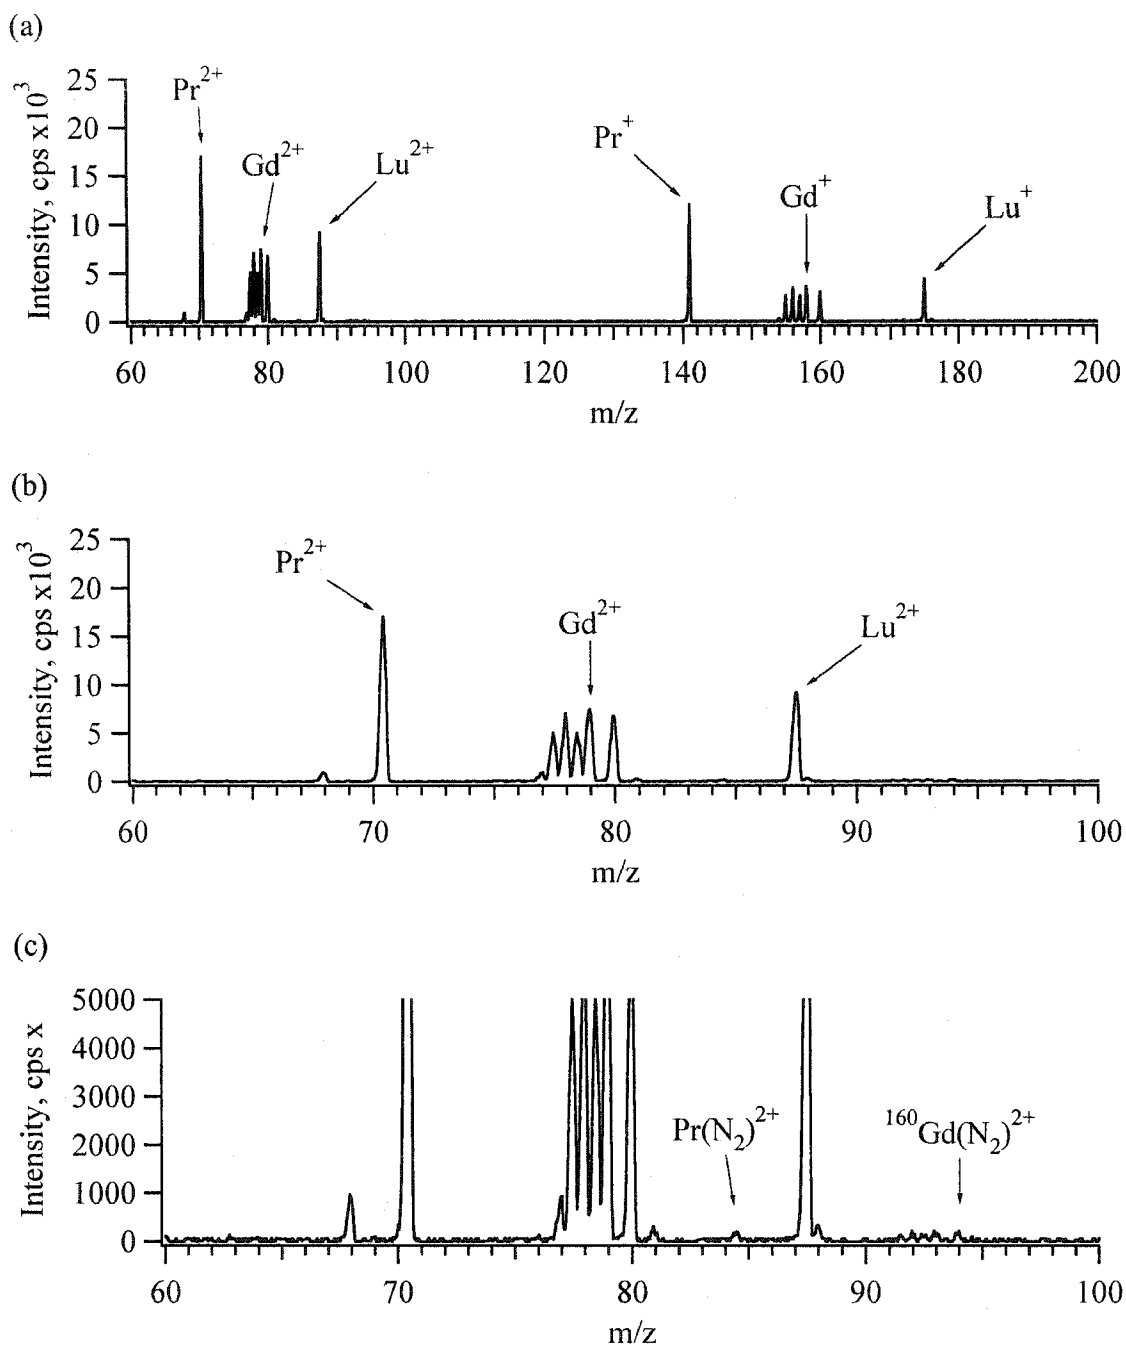 (a)
Intensity, cps x10³
25
20
15
10
5
0
Pr²⁺
Gd²⁺
Lu²⁺
Pr⁺
Gd⁺
Lu⁺
60 80 100 120 140 160 180 200
m/z
(b)
Intensity, cps x10³
25
20
15
10
5
0
Pr²⁺
Gd²⁺
Lu²⁺
60 70 80 90 100
m/z
(c)
Intensity, cps x
5000
4000
3000
2000
1000
0
Pr(N₂)²⁺
¹⁶⁰Gd(N₂)²⁺
60 70 80 90 100
m/z